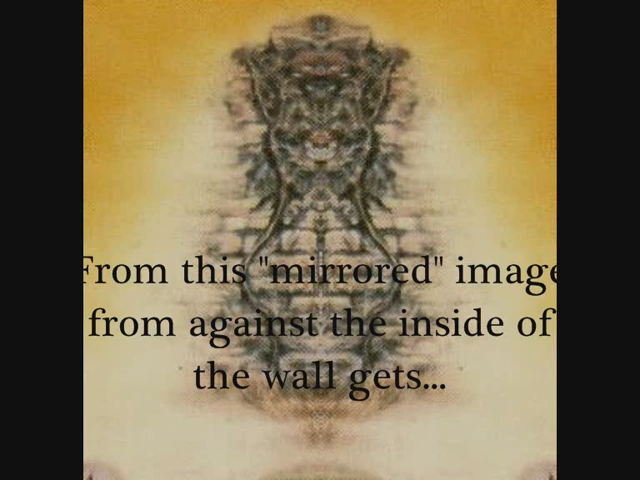 From this "mirrored" image
from against the inside of
the wall gets...